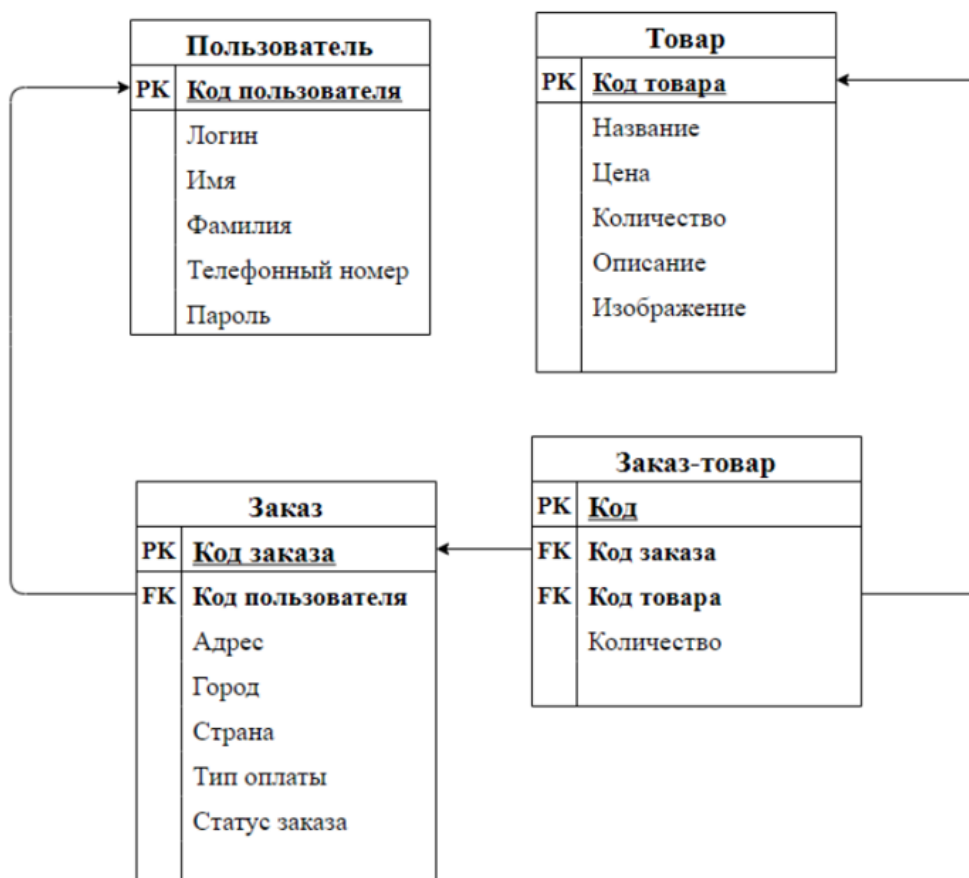 Пользователь
PK Код пользователя
Логин
Имя
Фамилия
Телефонный номер
Пароль
Товар
PK Код товара
Название
Цена
Количество
Описание
Изображение
Заказ
PK Код заказа
FK Код пользователя
Адрес
Город
Страна
Тип оплаты
Статус заказа
Заказ-товар
PK Код
FK Код заказа
FK Код товара
Количество